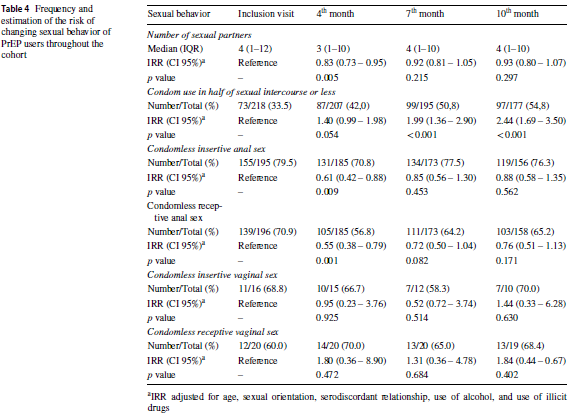 Table 4 Frequency and
estimation of the risk of
changing sexual behavior of
PrEP users throughout the
cohort
Sexual behavior Inclusion visit 4th month 7th month 10th month
Number of sexual partners
Median (IQR) 4 (1–12) 3 (1–10) 4 (1–10) 4 (1–10)
IRR (CI 95%)a Reference 0.83 (0.73 – 0.95) 0.92 (0.81 – 1.05) 0.93 (0.80 – 1.07)
p value – 0.005 0.215 0.297
Condom use in half of sexual intercourse or less
Number/Total (%) 73/218 (33.5) 87/207 (42,0) 99/195 (50,8) 97/177 (54,8)
IRR (CI 95%)a Reference 1.40 (0.99 – 1.98) 1.99 (1.36 – 2.90) 2.44 (1.69 – 3.50)
p value – 0.054 <0.001 <0.001
Condomless insertive anal sex
Number/Total (%) 155/195 (79.5) 131/185 (70.8) 134/173 (77.5) 119/156 (76.3)
IRR (CI 95%)a Reference 0.61 (0.42 – 0.88) 0.85 (0.56 – 1.30) 0.88 (0.58 – 1.35)
p value – 0.009 0.453 0.562
Condomless recep-
tive anal sex
Number/Total (%) 139/196 (70.9) 105/185 (56.8) 111/173 (64.2) 103/158 (65.2)
IRR (CI 95%)a Reference 0.55 (0.38 – 0.79) 0.72 (0.50 – 1.04) 0.76 (0.51 – 1.13)
p value – 0.001 0.082 0.171
Condomless insertive vaginal sex
Number/Total (%) 11/16 (68.8) 10/15 (66.7) 7/12 (58.3) 7/10 (70.0)
IRR (CI 95%)a Reference 0.95 (0.23 – 3.76) 0.52 (0.72 – 3.74) 1.44 (0.33 – 6.28)
p value – 0.925 0.514 0.630
Condomless receptive vaginal sex
Number/Total (%) 12/20 (60.0) 14/20 (70.0) 13/20 (65.0) 13/19 (68.4)
IRR (CI 95%)a Reference 1.80 (0.36 – 8.90) 1.31 (0.36 – 4.78) 1.84 (0.44 – 0.67)
p value – 0.472 0.684 0.402
aIRR adjusted for age, sexual orientation, serodiscordant relationship, use of alcohol, and use of illicit
drugs